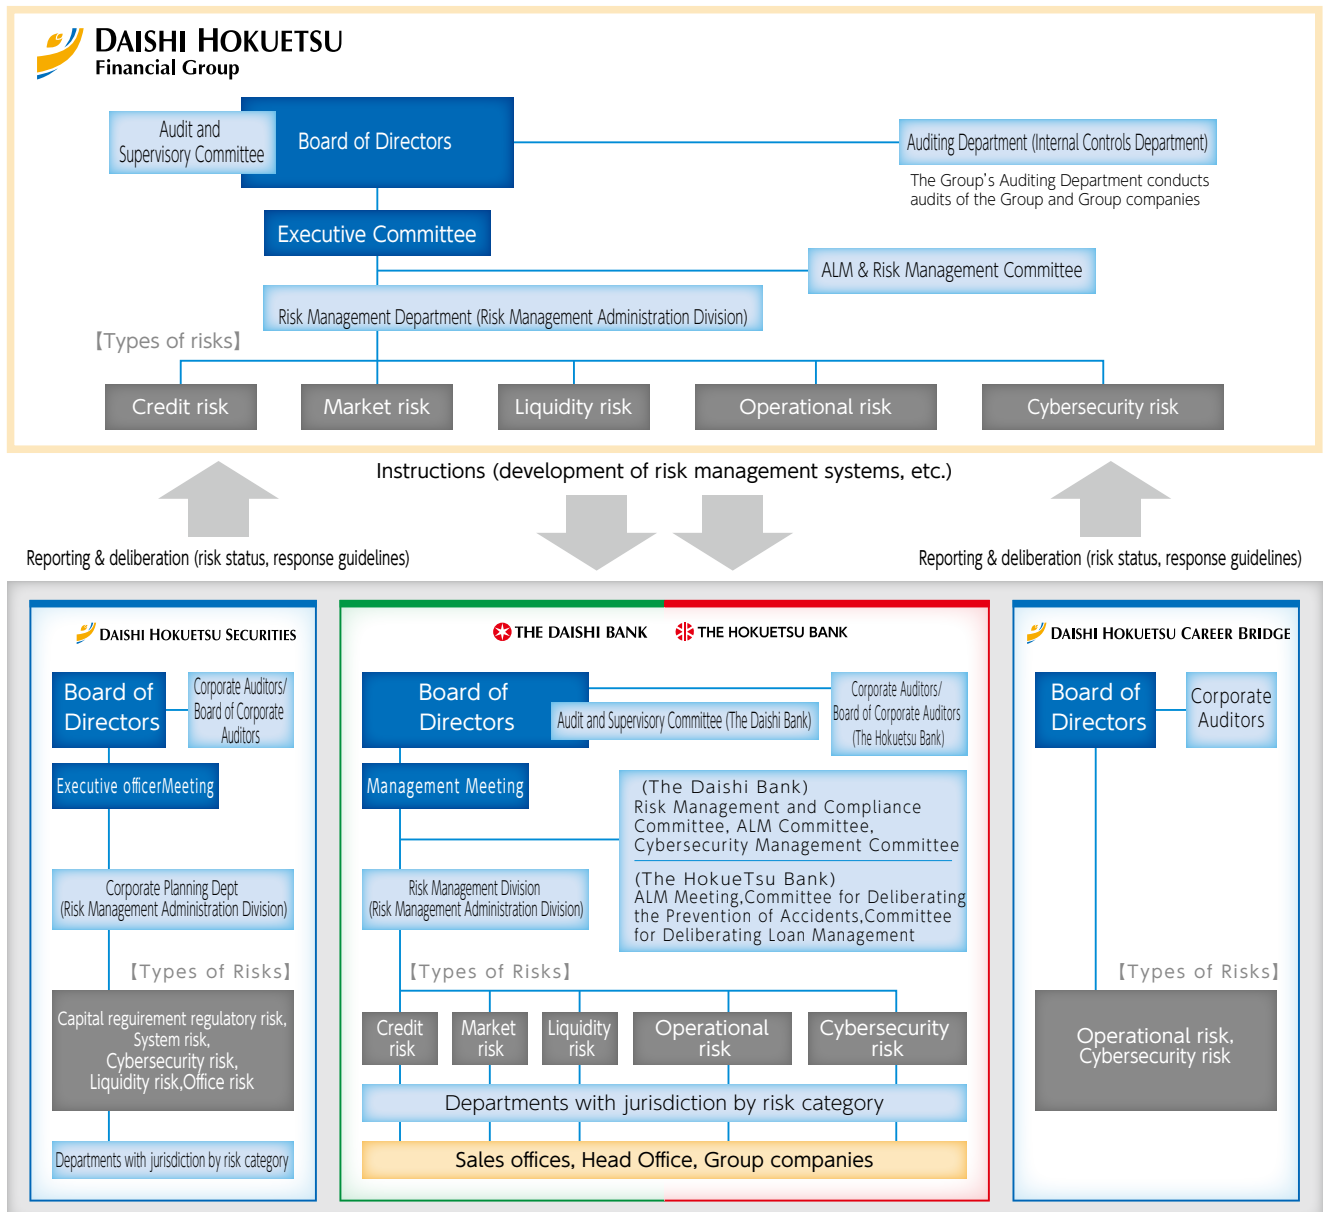 DAISHI HOKUETSU
Financial Group
Audit and
Supervisory Committee
Board of Directors
Auditing Department (Internal Controls Department)
The Group's Auditing Department conducts
audits of the Group and Group companies
Executive Committee
ALM & Risk Management Committee
Risk Management Department (Risk Management Administration Division)
【Types of risks】
Credit risk
Market risk
Liquidity risk
Operational risk
Cybersecurity risk
Instructions (development of risk management systems, etc.)
Reporting & deliberation (risk status, response guidelines)
Reporting & deliberation (risk status, response guidelines)
DAISHI HOKUETSU SECURITIES
Board of
Directors
Corporate Auditors/
Board of Corporate
Auditors
Executive officerMeeting
Corporate Planning Dept
(Risk Management Administration Division)
【Types of Risks】
Capital reguirement regulatory risk,
System risk,
Cybersecurity risk,
Liquidity risk,Office risk
Departments with jurisdiction by risk category
THE DAISHI BANK
THE HOKUETSU BANK
Board of
Directors
Audit and Supervisory Committee (The Daishi Bank)
Corporate Auditors/
Board of Corporate Auditors
(The Hokuetsu Bank)
Management Meeting
(The Daishi Bank)
Risk Management and Compliance
Committee, ALM Committee,
Cybersecurity Management Committee
(The HokueTsu Bank)
ALM Meeting,Committee for Deliberating
the Prevention of Accidents,Committee
for Deliberating Loan Management
Risk Management Division
(Risk Management Administration Division)
【Types of Risks】
Credit
risk
Market
risk
Liquidity
risk
Operational
risk
Cybersecurity
risk
Departments with jurisdiction by risk category
Sales offices, Head Office, Group companies
DAISHI HOKUETSU CAREER BRIDGE
Board of
Directors
Corporate
Auditors
【Types of Risks】
Operational risk,
Cybersecurity risk